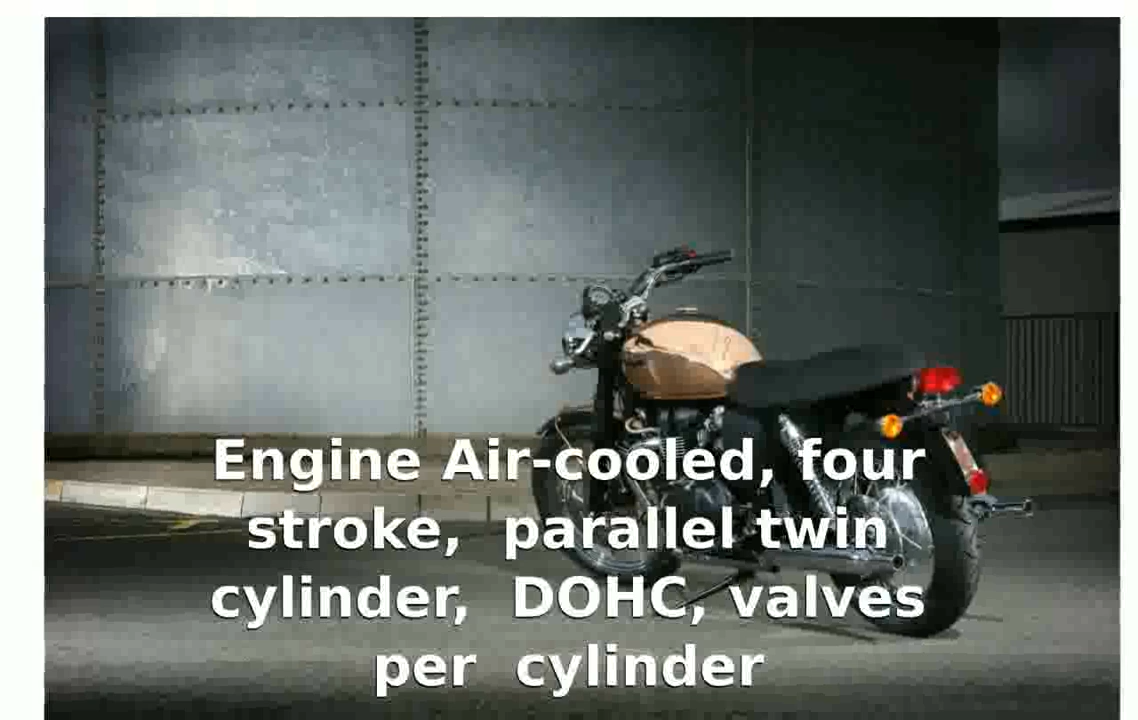 Engine Air-cooled, four
stroke,  parallel twin
cylinder,  DOHC, valves
per  cylinder